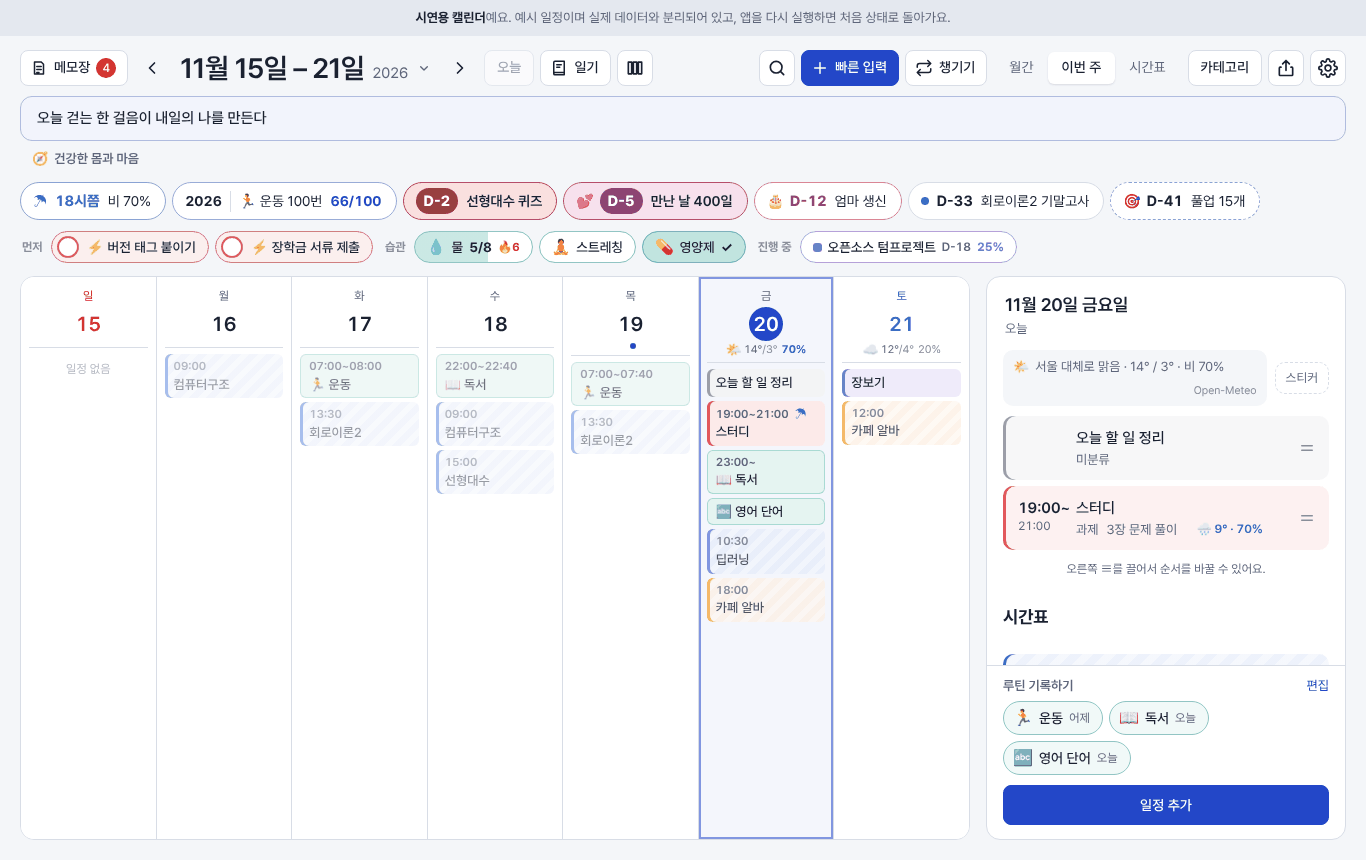 시연용 캘린더예요. 예시 일정이며 실제 데이터와 분리되어 있고, 앱을 다시 실행하면 처음 상태로 돌아가요.
메모장 4
11월 15일 – 21일 2026
오늘
일기
빠른 입력
챙기기
월간
이번 주
시간표
카테고리
오늘 걷는 한 걸음이 내일의 나를 만든다
건강한 몸과 마음
18시쯤 비 70%
2026 운동 100번 66/100
D-2 선형대수 퀴즈
D-5 만난 날 400일
D-12 엄마 생신
D-33 회로이론2 기말고사
D-41 풀업 15개
먼저
버전 태그 붙이기
장학금 서류 제출
습관
물 5/8 6
스트레칭
영양제
진행 중
오픈소스 텀프로젝트 D-18 25%
일
15
일정 없음
월
16
09:00
컴퓨터구조
화
17
07:00~08:00
운동
13:30
회로이론2
수
18
22:00~22:40
독서
09:00
컴퓨터구조
15:00
선형대수
목
19
07:00~07:40
운동
13:30
회로이론2
금
20
14°/3° 70%
오늘 할 일 정리
19:00~21:00
스터디
23:00~
독서
abc 영어 단어
10:30
딥러닝
18:00
카페 알바
토
21
12°/4° 20%
장보기
12:00
카페 알바
11월 20일 금요일
오늘
서울 대체로 맑음 · 14° / 3° · 비 70%
Open-Meteo
스티커
오늘 할 일 정리
미분류
19:00~ 스터디
21:00 과제 3장 문제 풀이 9° · 70%
오른쪽 ≡를 끌어서 순서를 바꿀 수 있어요.
시간표
루틴 기록하기
편집
운동 어제
독서 오늘
abc 영어 단어 오늘
일정 추가